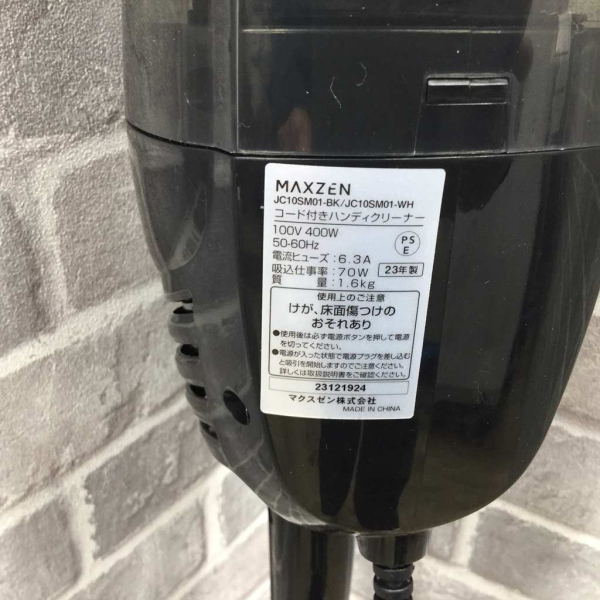 MAXZEN
JC10SM01-BK/JC10SM01-WH
コード付きハンディクリーナー
100V 400W
50-60Hz
電流ヒューズ：6.3A
吸込仕事率：70W
質　　量：1.6kg
PS
E
23年製
使用上のご注意
けが、床面傷つけの
おそれあり
●使用後は必ず電源ボタンを押して電源
を切ってください。
●電源が入った状態で電源プラグを差し込む
と吸引を開始しますのでご注意ください。
詳しくは取扱説明書をご確認ください。
23121924
マクスゼン株式会社
MADE IN CHINA